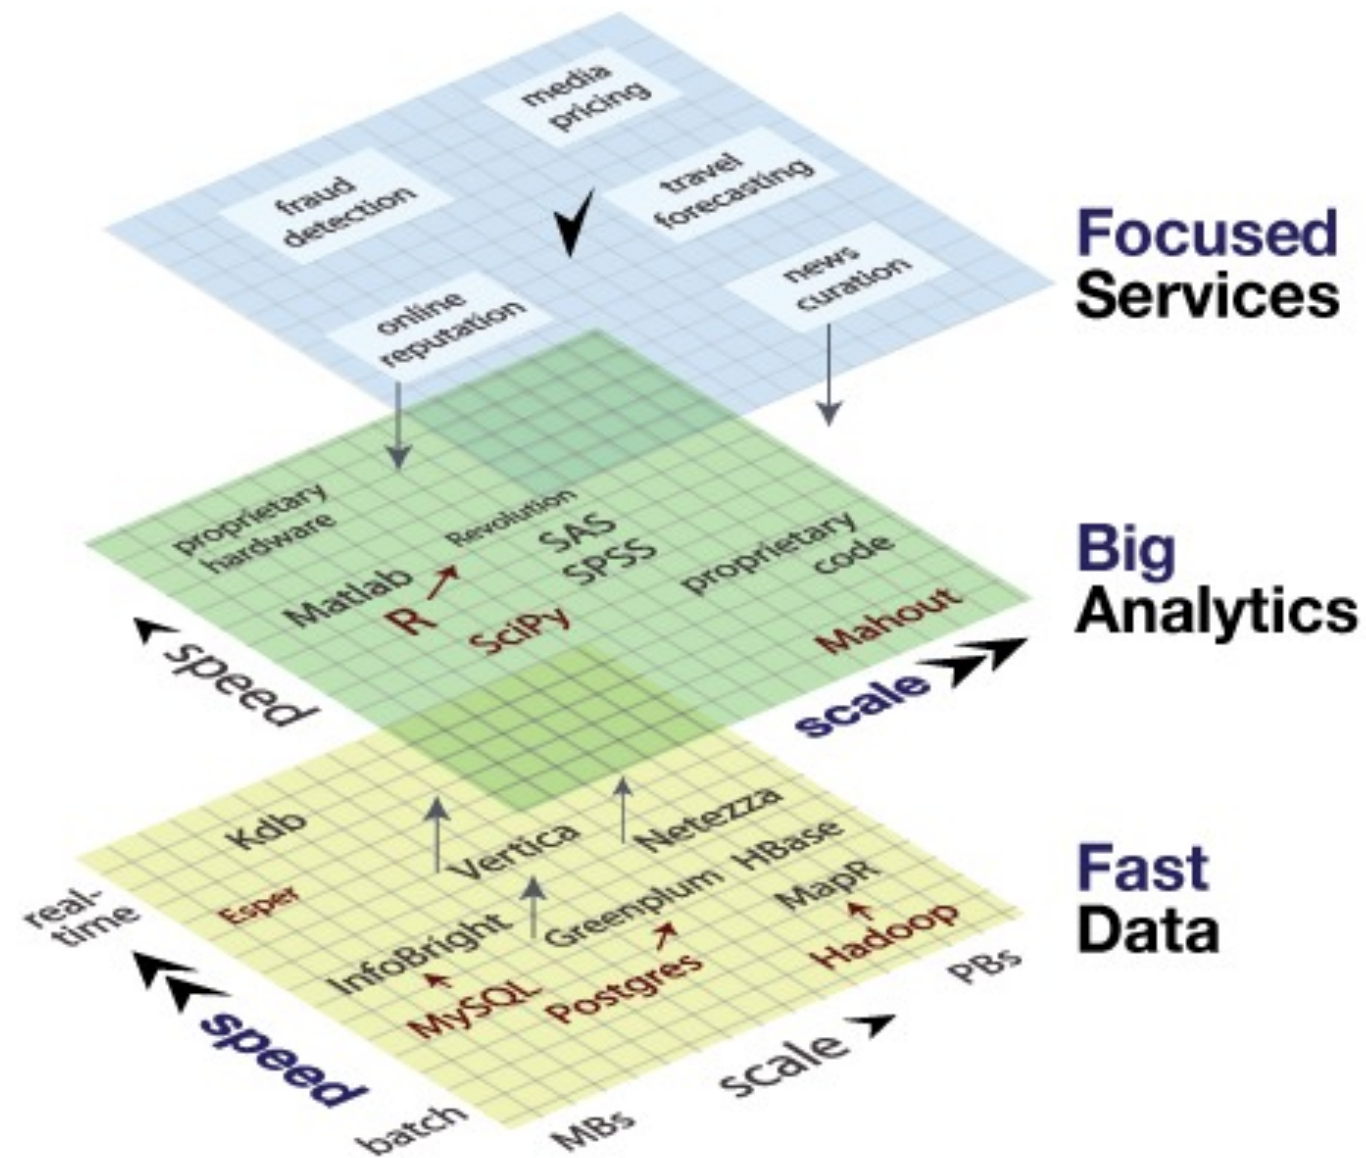 media
pricing
travel
forecasting
fraud
detection
news
curation
online
reputation
Focused
Services
proprietary
hardware
Revolution
SAS
SPSS
Matlab
R
SciPy
proprietary
code
Mahout
speed
scale
Big
Analytics
Kdb
Esper
Vertica
Netezza
InfoBright
Greenplum
HBase
MapR
MySQL
Postgres
Hadoop
real-
time
speed
batch
MBs
scale
PBs
Fast
Data